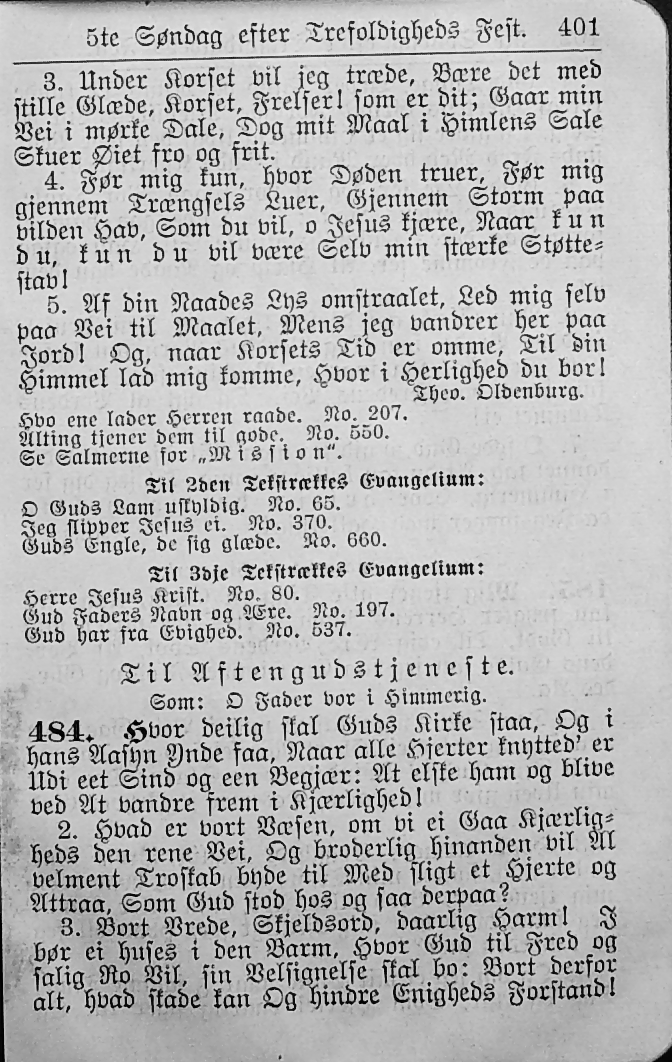 5te Søndag efter Trefoldigheds Fest. 401
3. Under Korset vil jeg træde, Bære det med
stille Glæde, Korset, Frelser! som er dit; Gaar min
Vei i mørke Dale, Dog mit Maal i Himlens Sale
Skuer Øiet fro og frit.
4. Før mig kun, hvor Døden truer, Før mig
gjennem Trængsels Luer, Gjennem Storm paa
vilden Hav, Som du vil, o Jesus kjære, Naar kun
du, kun du vil være Selv min stærke Støtte-
stav!
5. Af din Naades Lys omstraalet, Led mig selv
paa Vei til Maalet, Mens jeg vandrer her paa
Jord! Og, naar Korsets Tid er omme, Til din
Himmel lad mig komme, Hvor i Herlighed du bor!
Theo. Oldenburg.
Hvo ene lader Herren raade. No. 207.
Alting tjener dem til gode. No. 550.
Se Salmerne for „Mission“.
Til 2den Tekstrækkes Evangelium:
O Guds Lam uskyldig. No. 65.
Jeg slipper Jesus ei. No. 370.
Guds Engle, de sig glæde. No. 660.
Til 3dje Tekstrækkes Evangelium:
Herre Jesus Krist. No. 80.
Gud Faders Navn og Ære. No. 197.
Gud har fra Evighed. No. 537.
Til Aftengudstjeneste.
Som: O Fader vor i Himmerig.
484. Hvor deilig skal Guds Kirke staa, Og i
hans Aasyn Ynde faa, Naar alle Hjerter knytted' er
Udi eet Sind og een Begjær: At elske ham og blive
ved At vandre frem i Kjærlighed!
2. Hvad er vort Væsen, om vi ei Gaa Kjærlig-
heds den rene Vei, Og broderlig hinanden vil Al
velment Troskab byde til Med sligt et Hjerte og
Attraa, Som Gud stod hos og saa derpaa?
3. Bort Vrede, Skjeldsord, daarlig Harm! I
bør ei huses i den Barm, Hvor Gud til Fred og
salig Ro Vil, sin Velsignelse skal bo: Bort derfor
alt, hvad skade kan Og hindre Enigheds Forstand!